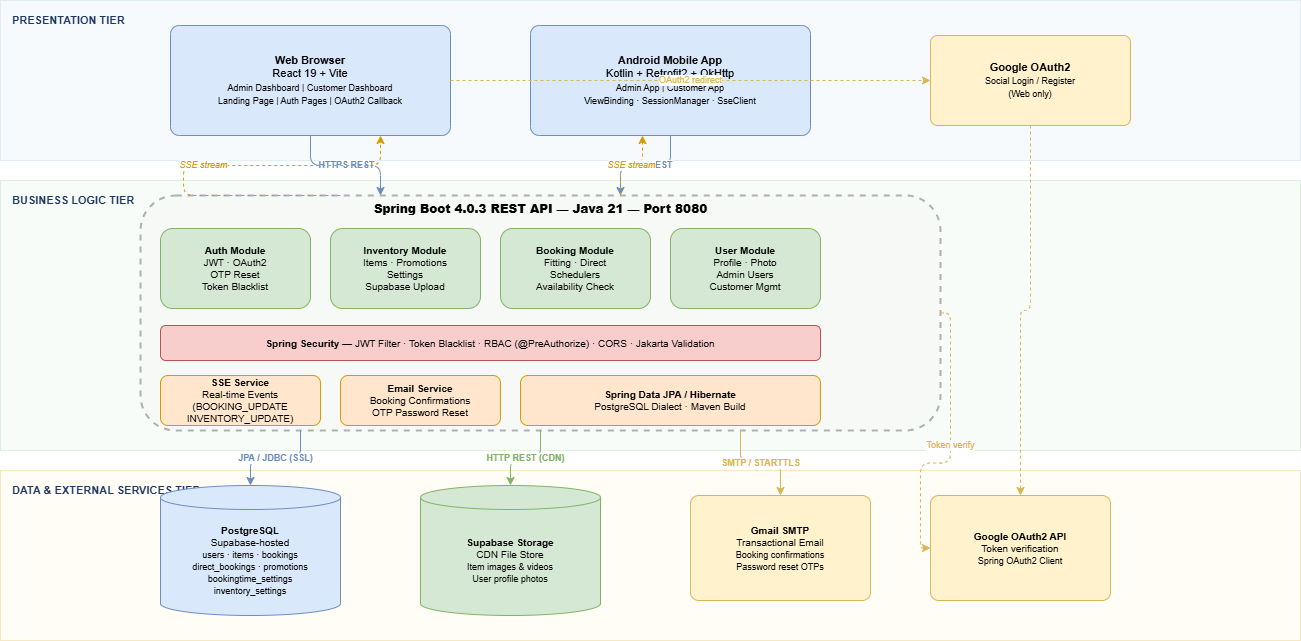 PRESENTATION TIER
Web Browser
React 19 + Vite
Admin Dashboard | Customer Dashboard
Landing Page | Auth Pages | OAuth2 Callback
Android Mobile App
Kotlin + Retrofit2 + OkHttp
OAuth2 redirect
Admin App | Customer App
ViewBinding · SessionManager · SseClient
Google OAuth2
Social Login / Register
(Web only)
SSE stream
HTTPS REST
SSE stream
EST
BUSINESS LOGIC TIER
Spring Boot 4.0.3 REST API — Java 21 — Port 8080
Auth Module
JWT · OAuth2
OTP Reset
Token Blacklist
Inventory Module
Items · Promotions
Settings
Supabase Upload
Booking Module
Fitting · Direct
Schedulers
Availability Check
User Module
Profile · Photo
Admin Users
Customer Mgmt
Spring Security — JWT Filter · Token Blacklist · RBAC (@PreAuthorize) · CORS · Jakarta Validation
SSE Service
Real-time Events
(BOOKING_UPDATE
INVENTORY_UPDATE)
Email Service
Booking Confirmations
OTP Password Reset
Spring Data JPA / Hibernate
PostgreSQL Dialect · Maven Build
Token verify
JPA / JDBC (SSL)
HTTP REST (CDN)
SMTP / STARTTLS
DATA & EXTERNAL SERVICES TIER
PostgreSQL
Supabase-hosted
users · items · bookings
direct_bookings · promotions
bookingtime_settings
inventory_settings
Supabase Storage
CDN File Store
Item images & videos
User profile photos
Gmail SMTP
Transactional Email
Booking confirmations
Password reset OTPs
Google OAuth2 API
Token verification
Spring OAuth2 Client